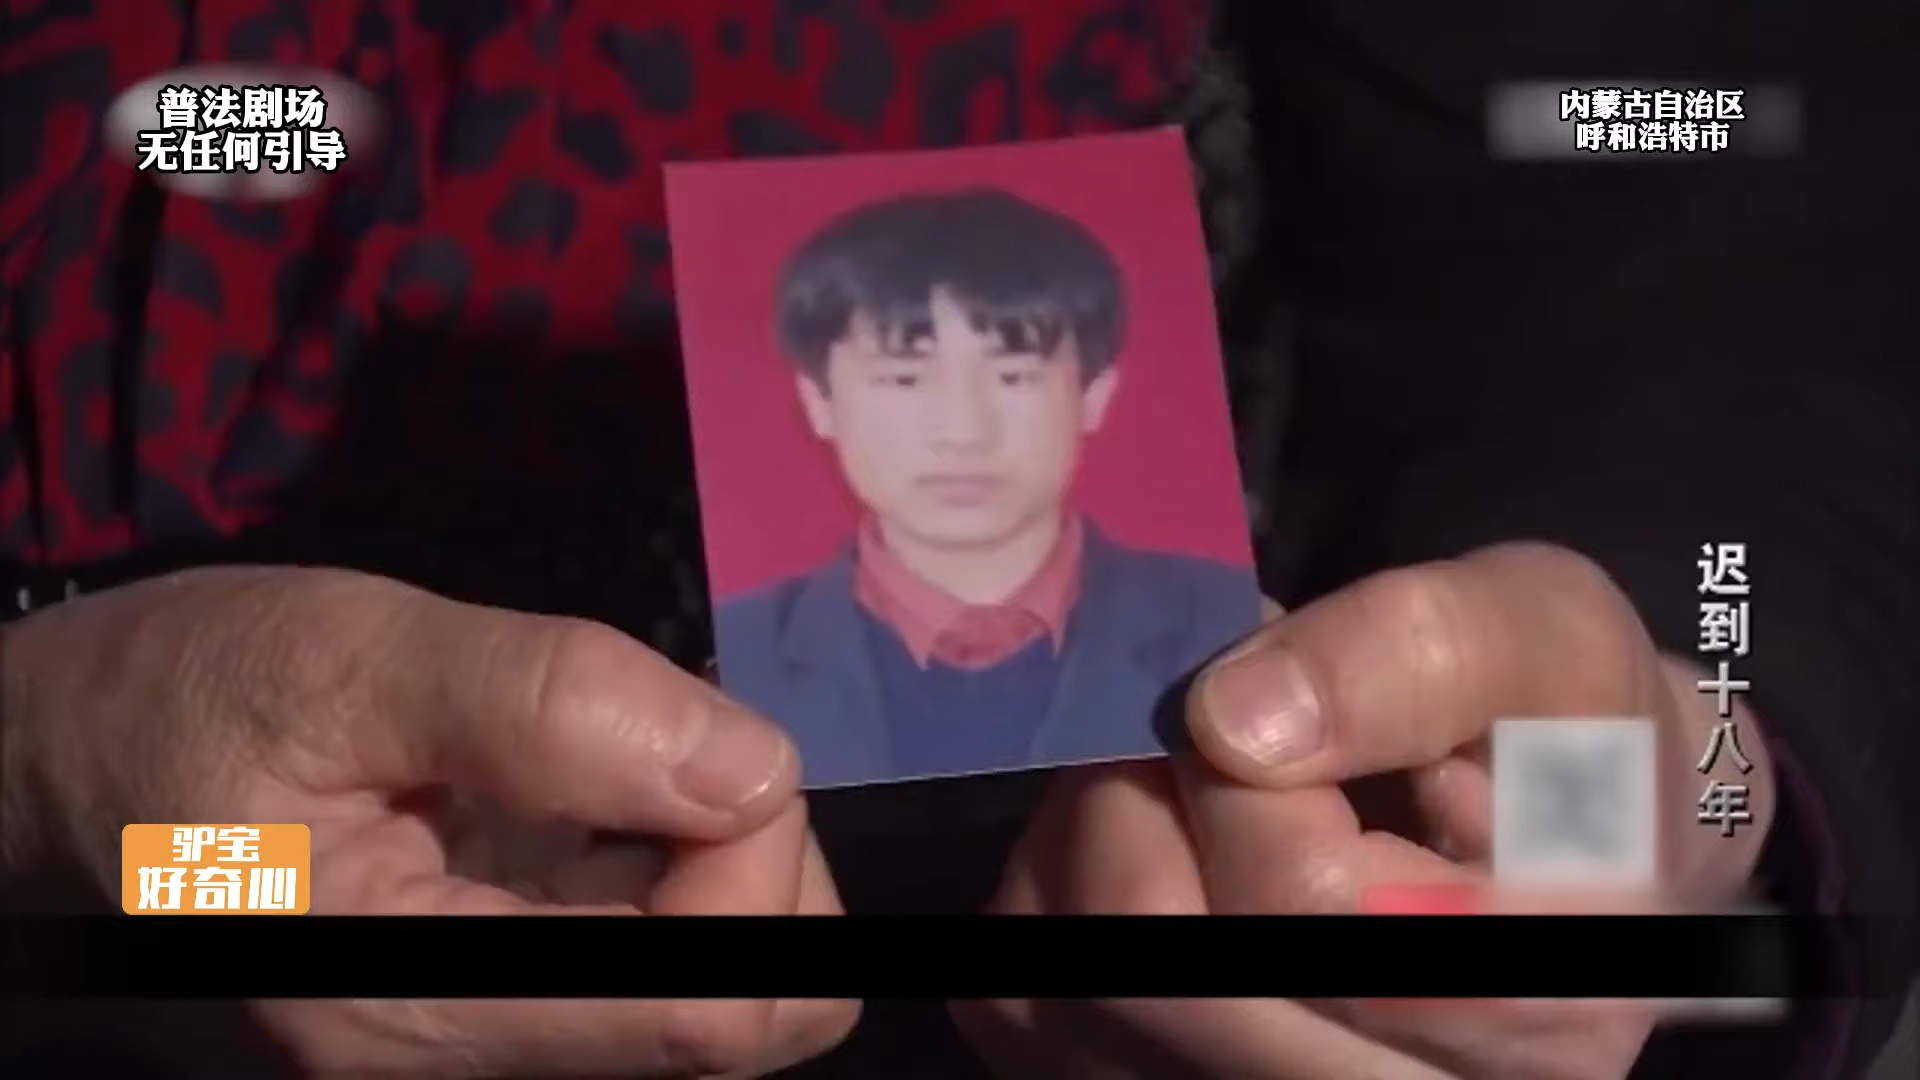 普法剧场
无任何引导
内蒙古自治区
呼和浩特市
迟到十八年
驴宝
好奇心